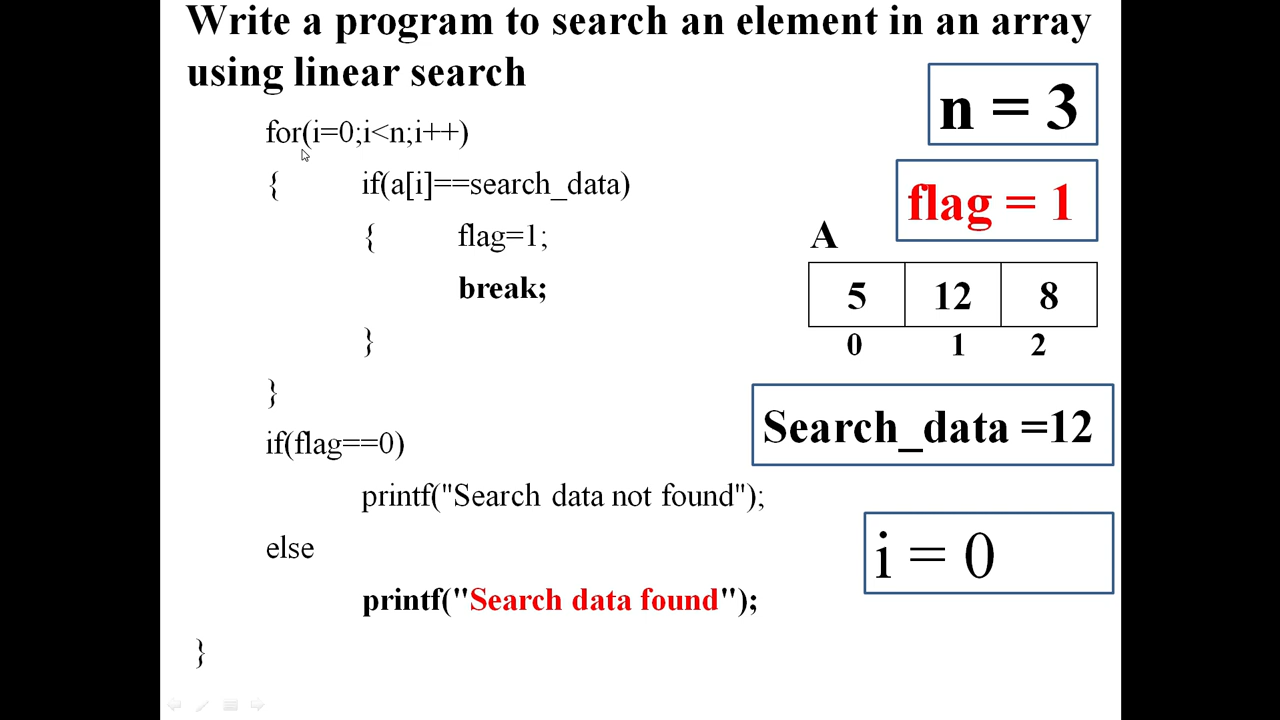 Write a program to search an element in an array
using linear search
for(i=0;i<n;i++)
{ if(a[i]==search_data)
{ flag=1;
break;
}
}
if(flag==0)
printf("Search data not found");
else
printf("Search data found");
}
n = 3
flag = 1
A
5 12 8
0 1 2
Search_data =12
i = 0